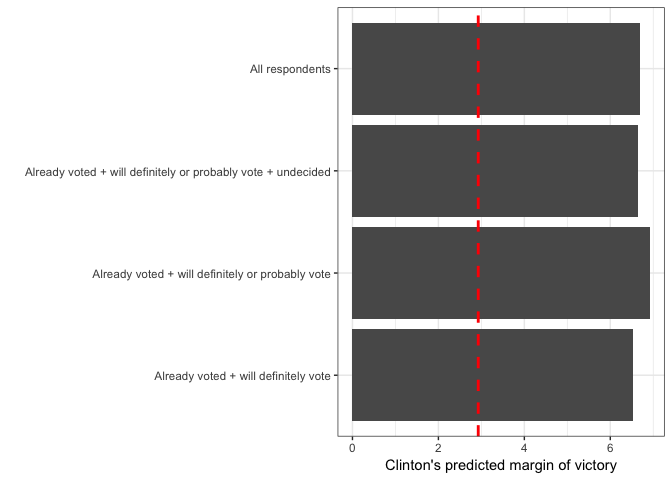 All respondents
Already voted + will definitely or probably vote + undecided
Already voted + will definitely or probably vote
Already voted + will definitely vote
0 2 4 6
Clinton's predicted margin of victory